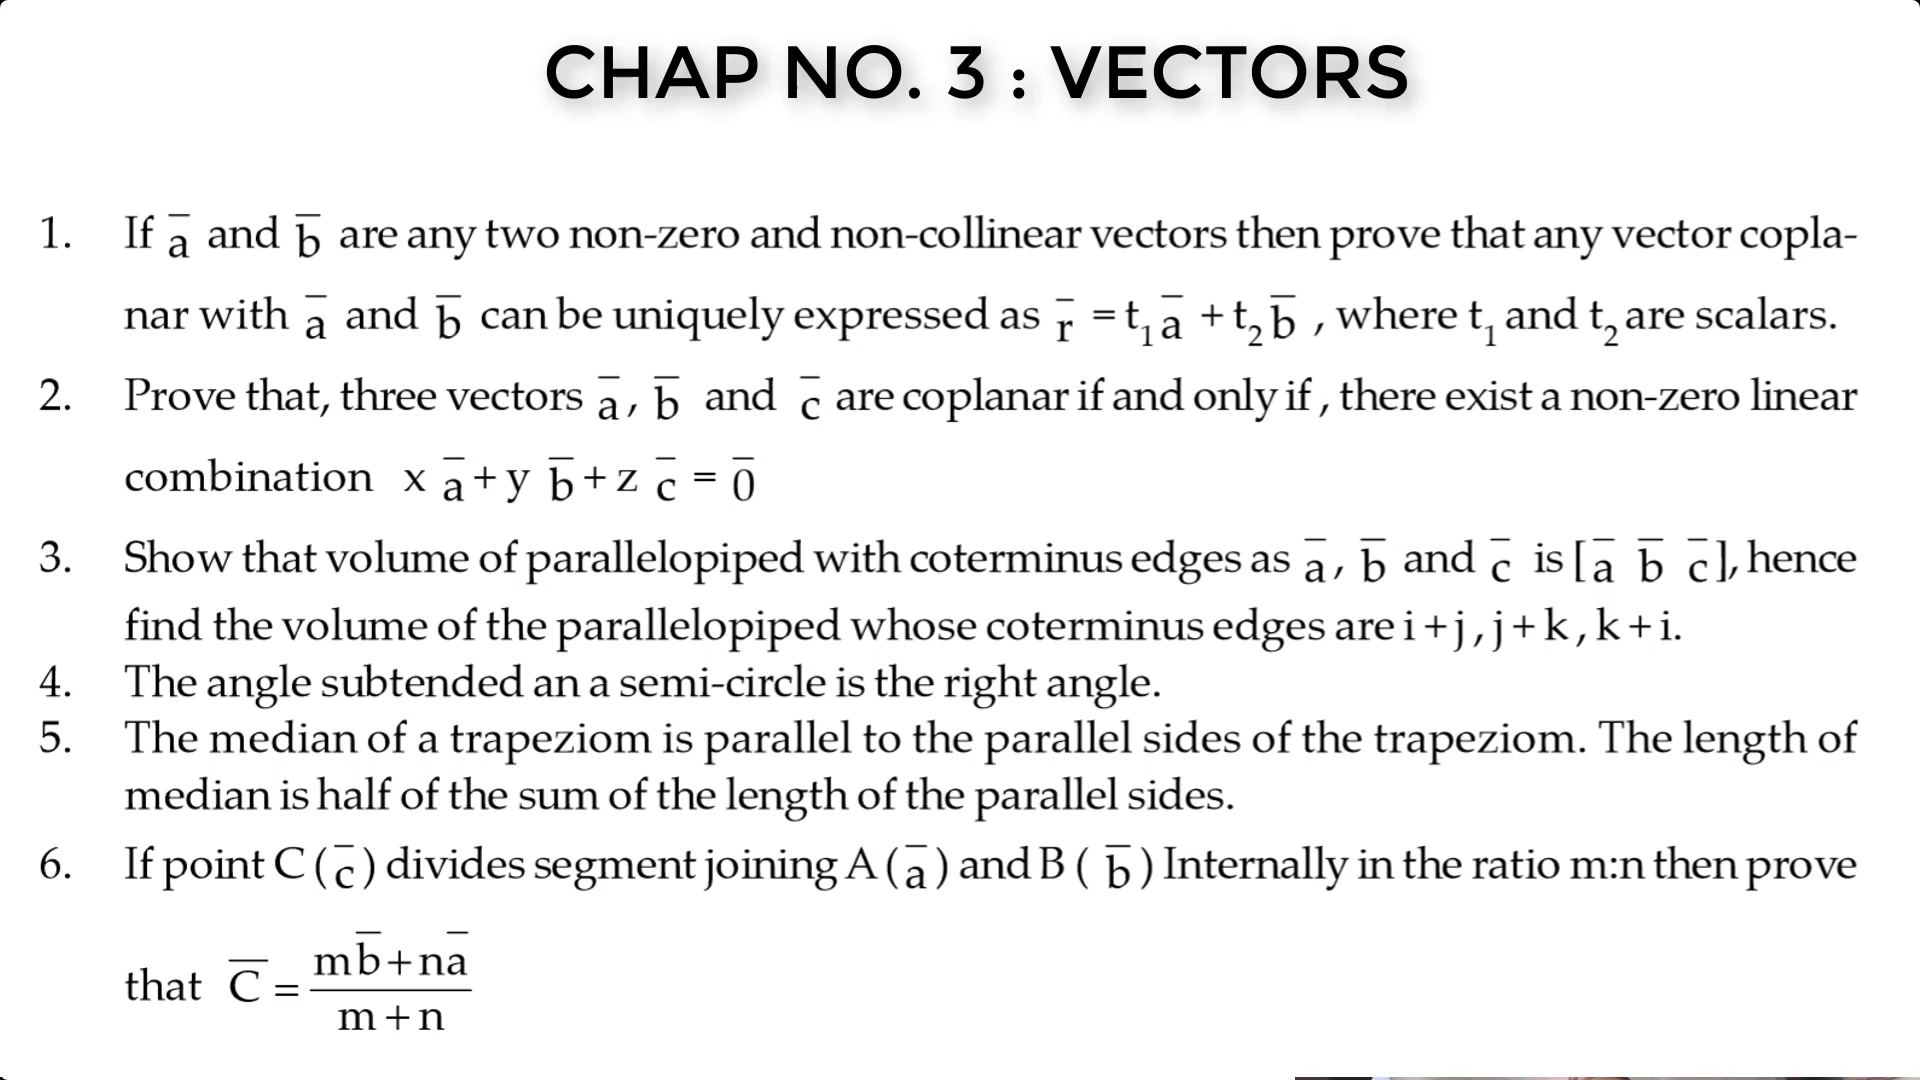 CHAP NO. 3 : VECTORS
1. If a̅ and b̅ are any two non-zero and non-collinear vectors then prove that any vector copla-
nar with a̅ and b̅ can be uniquely expressed as r̅ = t₁a̅ + t₂b̅ , where t₁ and t₂ are scalars.
2. Prove that, three vectors a̅, b̅ and c̅ are coplanar if and only if , there exist a non-zero linear
combination x a̅ + y b̅ + z c̅ = 0̅
3. Show that volume of parallelopiped with coterminus edges as a̅, b̅ and c̅ is [a̅ b̅ c̅], hence
find the volume of the parallelopiped whose coterminus edges are i + j , j + k , k + i.
4. The angle subtended an a semi-circle is the right angle.
5. The median of a trapeziom is parallel to the parallel sides of the trapeziom. The length of
median is half of the sum of the length of the parallel sides.
6. If point C ( c̅ ) divides segment joining A ( a̅ ) and B ( b̅ ) Internally in the ratio m:n then prove
that C̅ = 
mb̅ + na̅
m + n